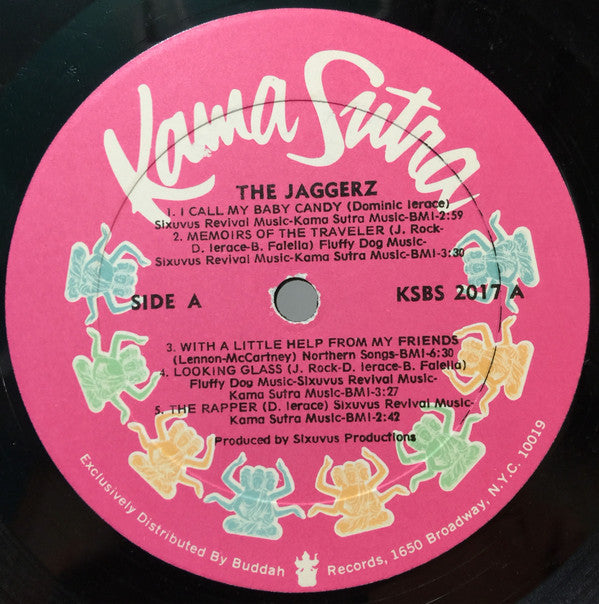 Kama Sutra
THE JAGGERZ
1. I CALL MY BABY CANDY (Dominic Ierace)
Sixuvus Revival Music-Kama Sutra Music-BMI-2:59
2. MEMOIRS OF THE TRAVELER (J. Rock-
D. Ierace-B. Falella) Fluffy Dog Music-
Sixuvus Revival Music-Kama Sutra Music-BMI-3:30
SIDE A
KSBS 2017 A
3. WITH A LITTLE HELP FROM MY FRIENDS
(Lennon-McCartney) Northern Songs-BMI-6:30
4. LOOKING GLASS (J. Rock-D. Ierace-B. Falella)
Fluffy Dog Music-Sixuvus Revival Music-
Kama Sutra Music-BMI-3:27
5. THE RAPPER (D. Ierace) Sixuvus Revival Music-
Kama Sutra Music-BMI-2:42
Produced by Sixuvus Productions
Exclusively Distributed By Buddah Records, 1650 Broadway, N.Y.C. 10019